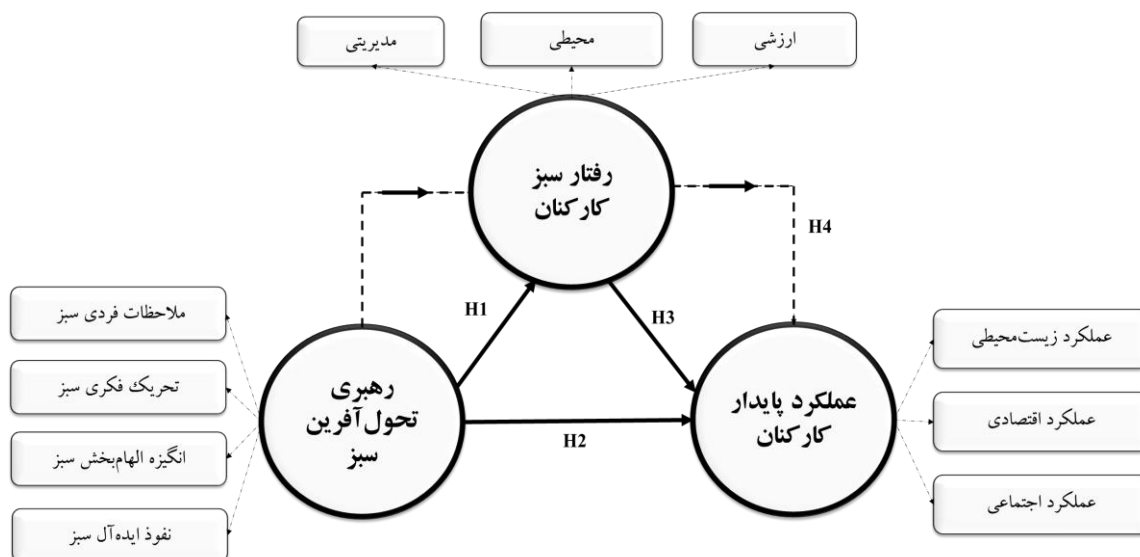 ارزشی
محیطی
مدیریتی
رفتار سبز
کارکنان
H4
H1
H3
ملاحظات فردی سبز
تحریک فکری سبز
انگیزه الهام‌بخش سبز
نفوذ ایده‌آل سبز
رهبری
تحول‌آفرین
سبز
H2
عملکرد پایدار
کارکنان
عملکرد زیست‌محیطی
عملکرد اقتصادی
عملکرد اجتماعی